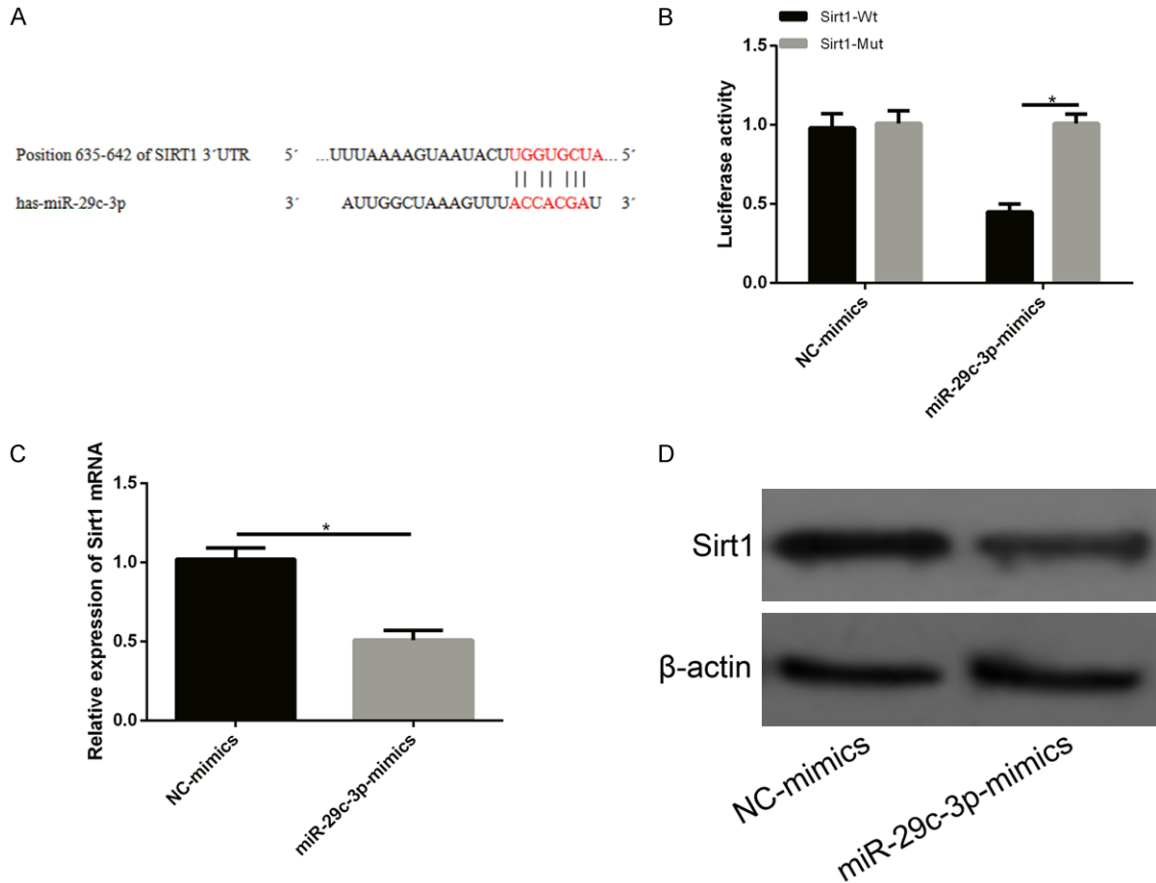 A
Position 635-642 of SIRT1 3´UTR 5´ ...UUUAAAAGUAAUACUUGGUGCUA... 5´
has-miR-29c-3p 3´ AUUGGCUAAAGUUUACCACGAU 3´
B
Sirt1-Wt
Sirt1-Mut
Luciferase activity
1.5
1.0
0.5
0.0
*
NC-mimics
miR-29c-3p-mimics
C
Relative expression of Sirt1 mRNA
1.5
1.0
0.5
0.0
*
NC-mimics
miR-29c-3p-mimics
D
Sirt1
β-actin
NC-mimics
miR-29c-3p-mimics